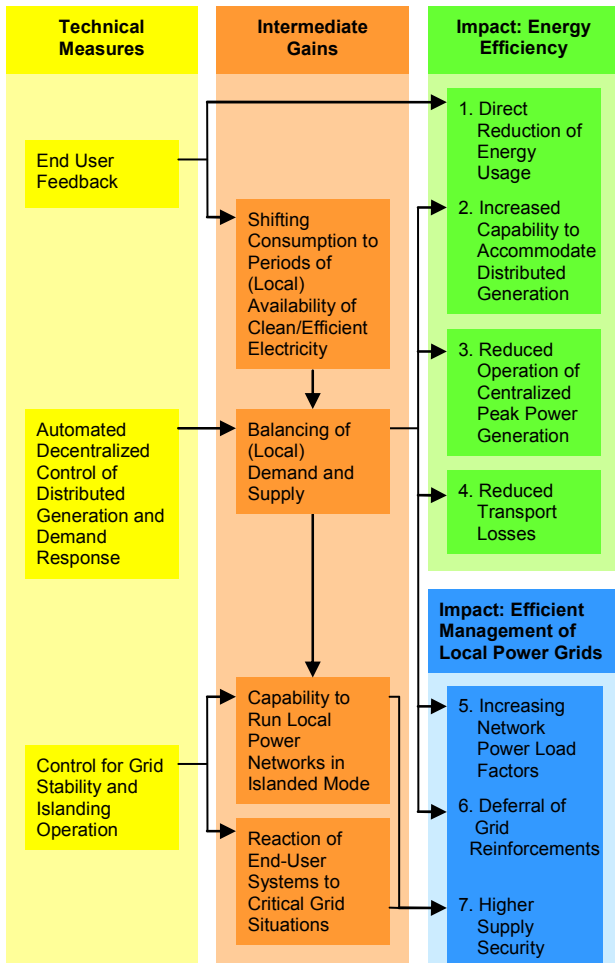 Technical
Measures
End User
Feedback
Automated
Decentralized
Control of
Distributed
Generation and
Demand
Response
Control for Grid
Stability and
Islanding
Operation
Intermediate
Gains
Shifting
Consumption to
Periods of
(Local)
Availability of
Clean/Efficient
Electricity
Balancing of
(Local)
Demand and
Supply
Capability to
Run Local
Power
Networks in
Islanded Mode
Reaction of
End-User
Systems to
Critical Grid
Situations
Impact: Energy
Efficiency
1. Direct
Reduction of
Energy
Usage
2. Increased
Capability to
Accommodate
Distributed
Generation
3. Reduced
Operation of
Centralized
Peak Power
Generation
4. Reduced
Transport
Losses
Impact: Efficient
Management of
Local Power Grids
5. Increasing
Network
Power Load
Factors
6. Deferral of
Grid
Reinforcements
7. Higher
Supply
Security